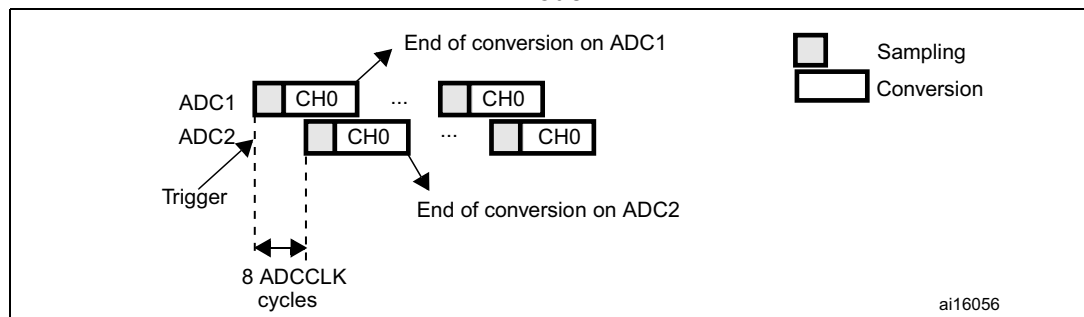 End of conversion on ADC1
Sampling
Conversion
ADC1
CH0
...
CH0
ADC2
CH0
...
CH0
Trigger
End of conversion on ADC2
8 ADCCLK
cycles
ai16056